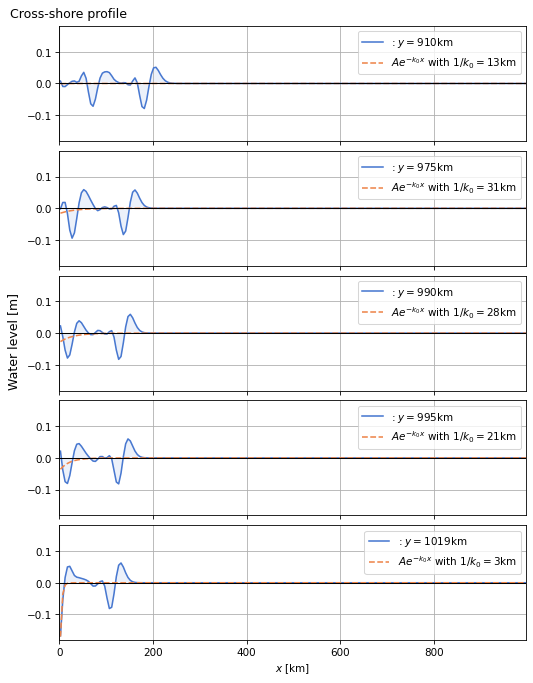 Cross-shore profile
Water level [m]
0.1
0.0
−0.1
: y = 910km
Ae^{−k₀x} with 1/k₀ = 13km
0.1
0.0
−0.1
: y = 975km
Ae^{−k₀x} with 1/k₀ = 31km
0.1
0.0
−0.1
: y = 990km
Ae^{−k₀x} with 1/k₀ = 28km
0.1
0.0
−0.1
: y = 995km
Ae^{−k₀x} with 1/k₀ = 21km
0.1
0.0
−0.1
: y = 1019km
Ae^{−k₀x} with 1/k₀ = 3km
0 200 400 600 800
x [km]